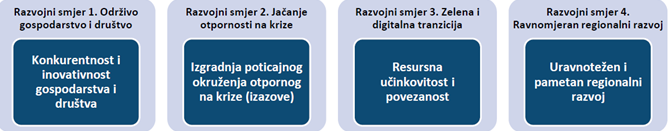 Razvojni smjer 1. Održivo
gospodarstvo i društvo
Konkurentnost i
inovativnost
gospodarstva i
društva
Razvojni smjer 2. Jačanje
otpornosti na krize
Izgradnja poticajnog
okruženja otpornog
na krize (izazove)
Razvojni smjer 3. Zelena i
digitalna tranzicija
Resursna
učinkovitost i
povezanost
Razvojni smjer 4.
Ravnomjeran regionalni razvoj
Uravnotežen i
pametan regionalni
razvoj